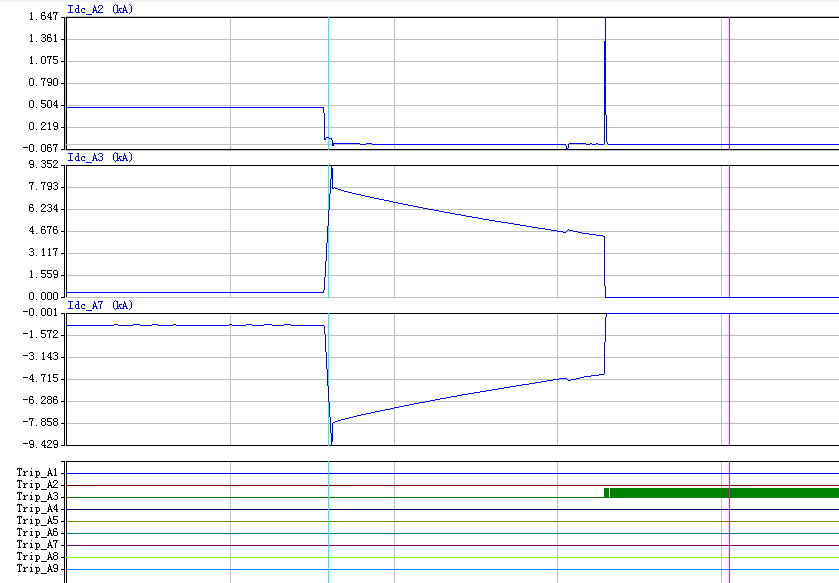 Idc_A2 (kA)
1.647
1.361
1.075
0.790
0.504
0.219
-0.067
Idc_A3 (kA)
9.352
7.793
6.234
4.676
3.117
1.559
0.000
Idc_A7 (kA)
-0.001
-1.572
-3.143
-4.715
-6.286
-7.858
-9.429
Trip_A1
Trip_A2
Trip_A3
Trip_A4
Trip_A5
Trip_A6
Trip_A7
Trip_A8
Trip_A9